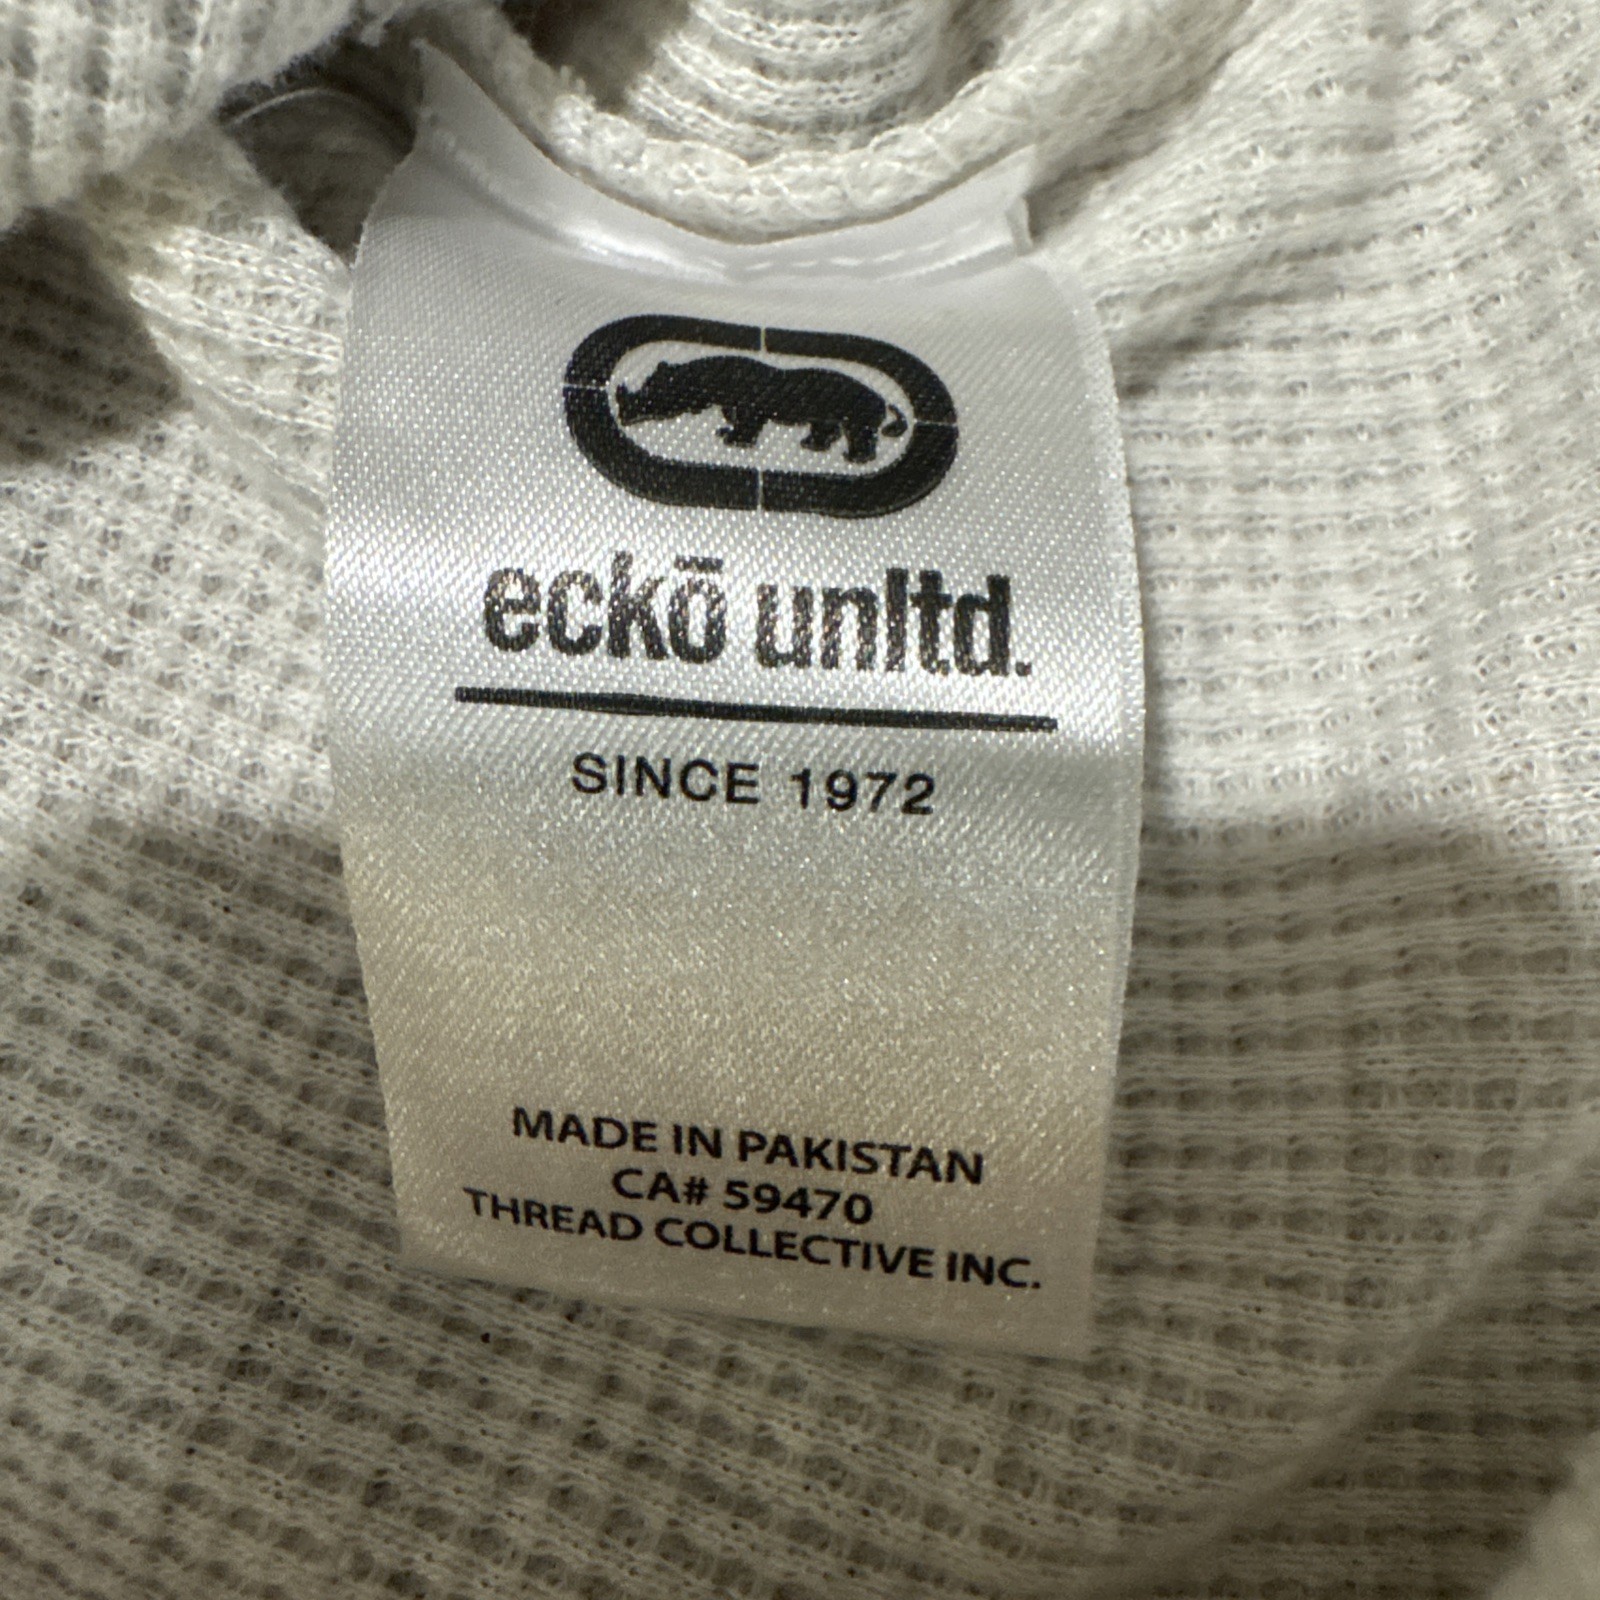 eckō unltd.
SINCE 1972
MADE IN PAKISTAN
CA# 59470
THREAD COLLECTIVE INC.